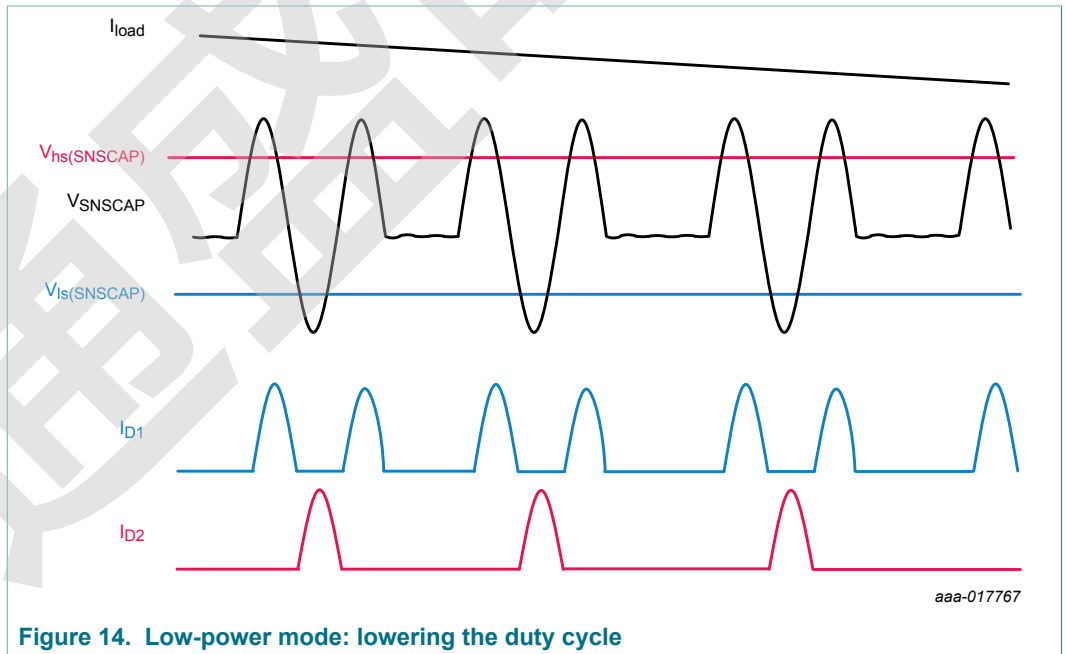 Iload
Vhs(SNSCAP)
VSNSCAP
Vls(SNSCAP)
ID1
ID2
aaa-017767
Figure 14. Low-power mode: lowering the duty cycle